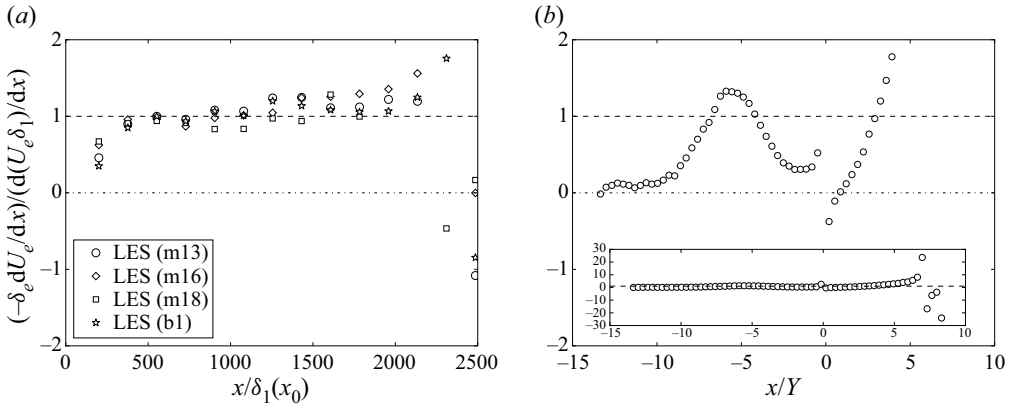 (a)
(b)
2
1
0
−1
−2
(−δₑ dUₑ/dx)/(d(Uₑδ₁)/dx)
LES (m13)
LES (m16)
LES (m18)
LES (b1)
0 500 1000 1500 2000 2500
x/δ₁(x₀)
2
1
0
−1
−2
30
20
10
0
−10
−20
−30
−15 −10 −5 0 5 10
−15 −10 −5 0 5 10
x/Y